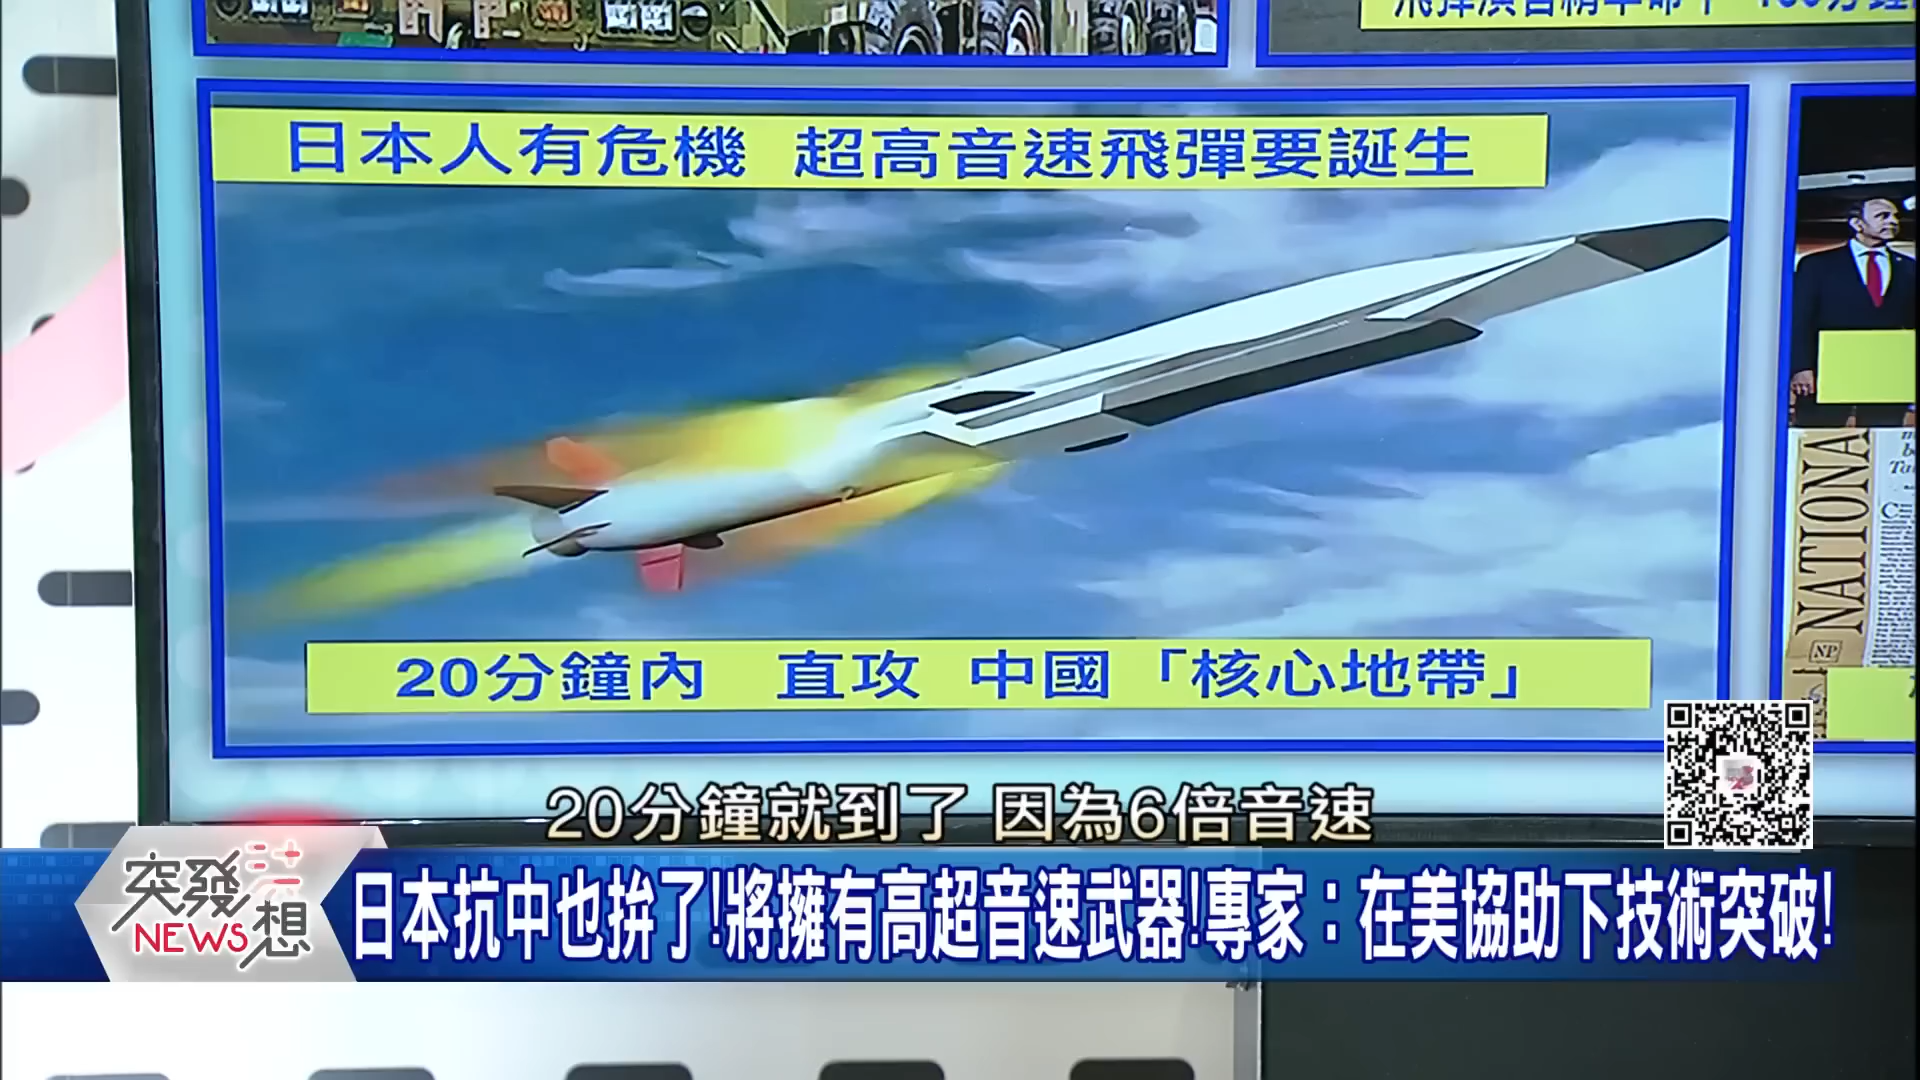 日本人有危機 超高音速飛彈要誕生
NATIONA
NP
20分鐘內 直攻 中國「核心地帶」
20分鐘就到了 因為6倍音速
突發琺想
NEWS
日本抗中也拚了!將擁有高超音速武器!專家：在美協助下技術突破!